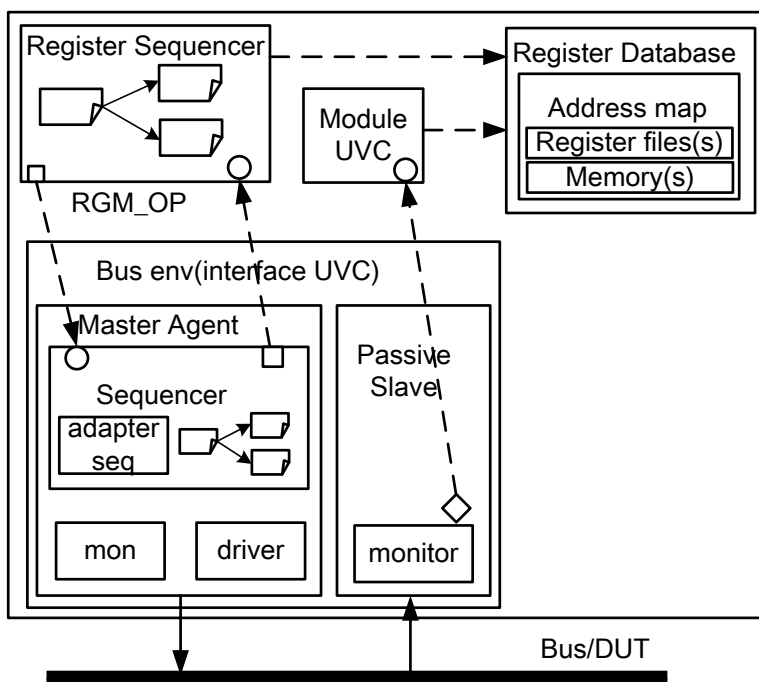 Register Sequencer
Register Database
Address map
Register files(s)
Memory(s)
Module
UVC
RGM_OP
Bus env(interface UVC)
Master Agent
Sequencer
adapter
seq
mon
driver
Passive
Slave
monitor
Bus/DUT